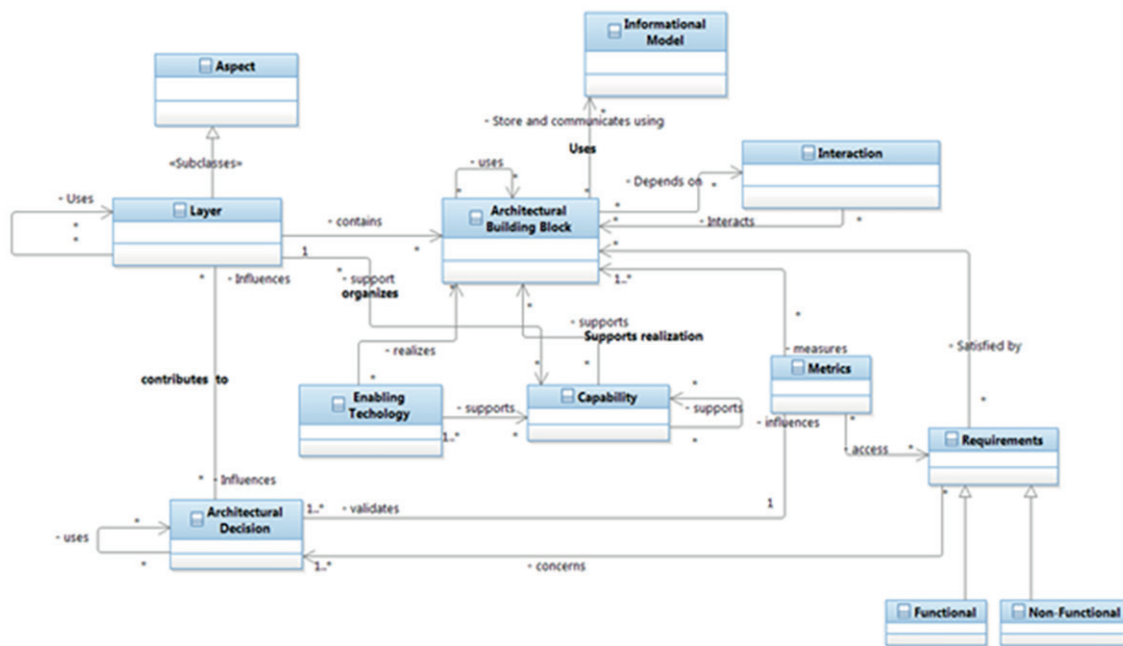 Informational
Model
Aspect
- Store and communicates using
*
Uses
*
«Subclasses»
- uses
*
*
Interaction
- Depends on
*
*
- Uses
Layer
Architectural
Building Block
*
*
- contains
*
1
- Interacts
*
*
*
- Influences
*
- support
organizes
*
1..*
*
*
- supports
Supports realization
*
- realizes
*
- measures
- Satisfied by
contributes to
*
Metrics
Enabling
Techology
*
Capability
*
- supports
- supports
1..*
*
*
- influences
*
*
- access
*
Requirements
* - Influences
*
Architectural
Decision
1..*
- validates
1
*
- uses
*
1..*
- concerns
Functional
Non-Functional